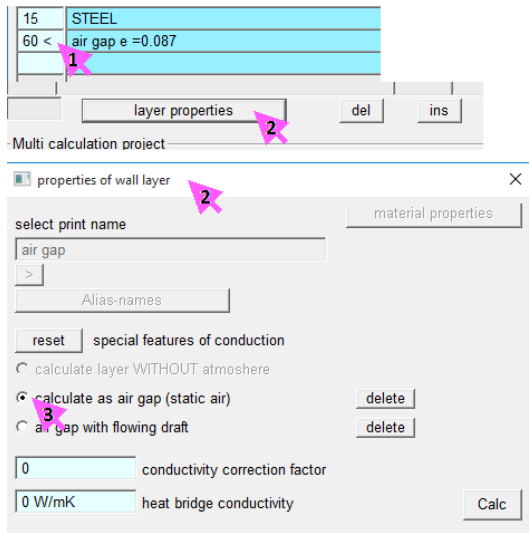 15 STEEL
60 < air gap e =0.087
1
layer properties del ins
2
Multi calculation project
properties of wall layer
2
material properties
select print name
air gap
>
Alias-names
reset special features of conduction
calculate layer WITHOUT atmoshere
calculate as air gap (static air) delete
3
air gap with flowing draft delete
0 conductivity correction factor
0 W/mK heat bridge conductivity Calc